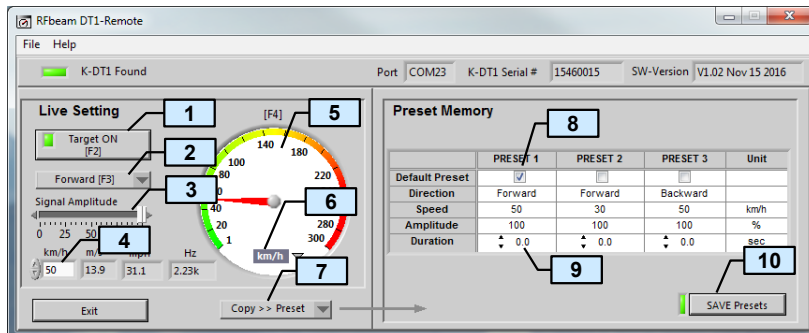 RFbeam DT1-Remote
File Help
K-DT1 Found
Port COM23 K-DT1 Serial # 15460015 SW-Version V1.02 Nov 15 2016
Live Setting
1
Target ON
[F2]
2
Forward [F3]
3
Signal Amplitude
0 25 50
4
km/h Hz
50 13.9 31.1 2.23k
Exit
[F4]
5
1 20 40 80 100 140 180 220 280 300
6
km/h
7
Copy >> Preset
Preset Memory
8
PRESET 1 PRESET 2 PRESET 3 Unit
Default Preset
Direction Forward Forward Backward
Speed 50 30 50 km/h
Amplitude 100 100 100 %
Duration 0.0 0.0 0.0 sec
9
10
SAVE Presets